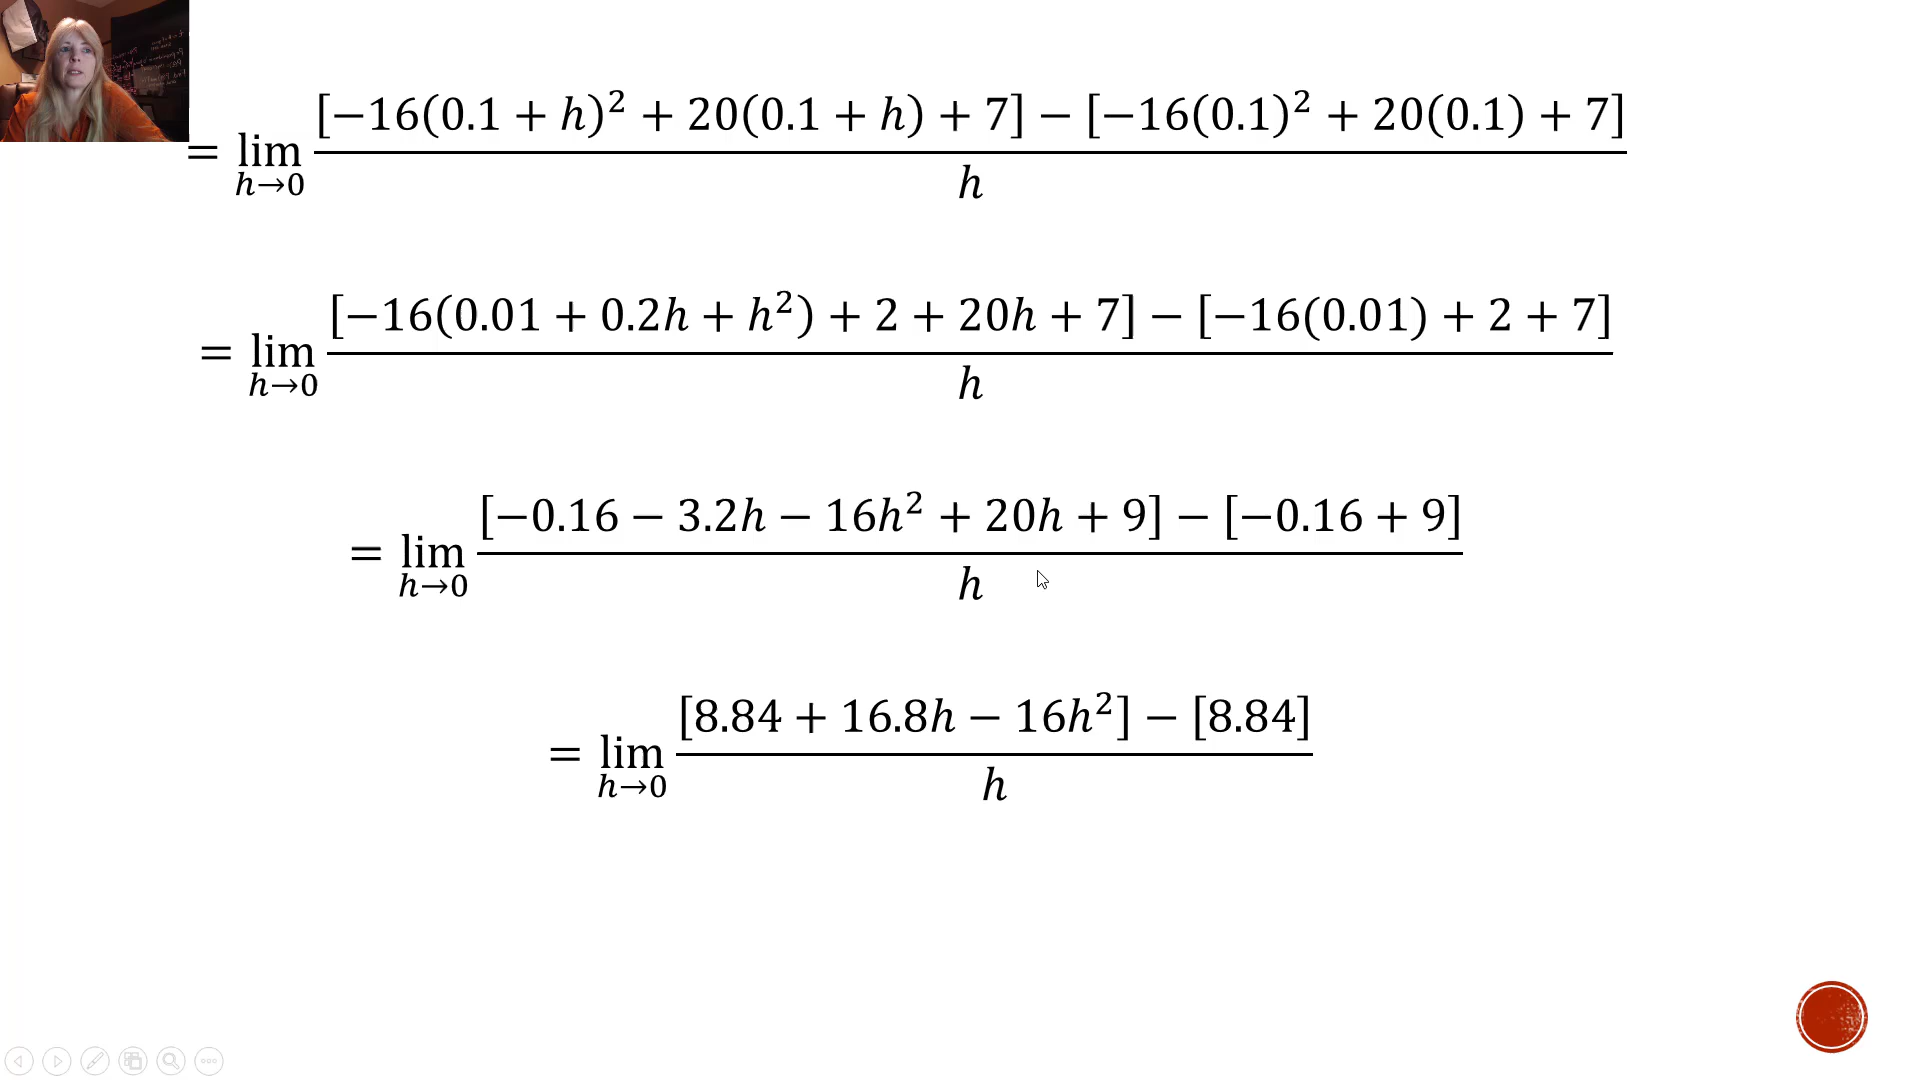 = lim h→0 [−16(0.1 + h)² + 20(0.1 + h) + 7] − [−16(0.1)² + 20(0.1) + 7] / h
= lim h→0 [−16(0.01 + 0.2h + h²) + 2 + 20h + 7] − [−16(0.01) + 2 + 7] / h
= lim h→0 [−0.16 − 3.2h − 16h² + 20h + 9] − [−0.16 + 9] / h
= lim h→0 [8.84 + 16.8h − 16h²] − [8.84] / h